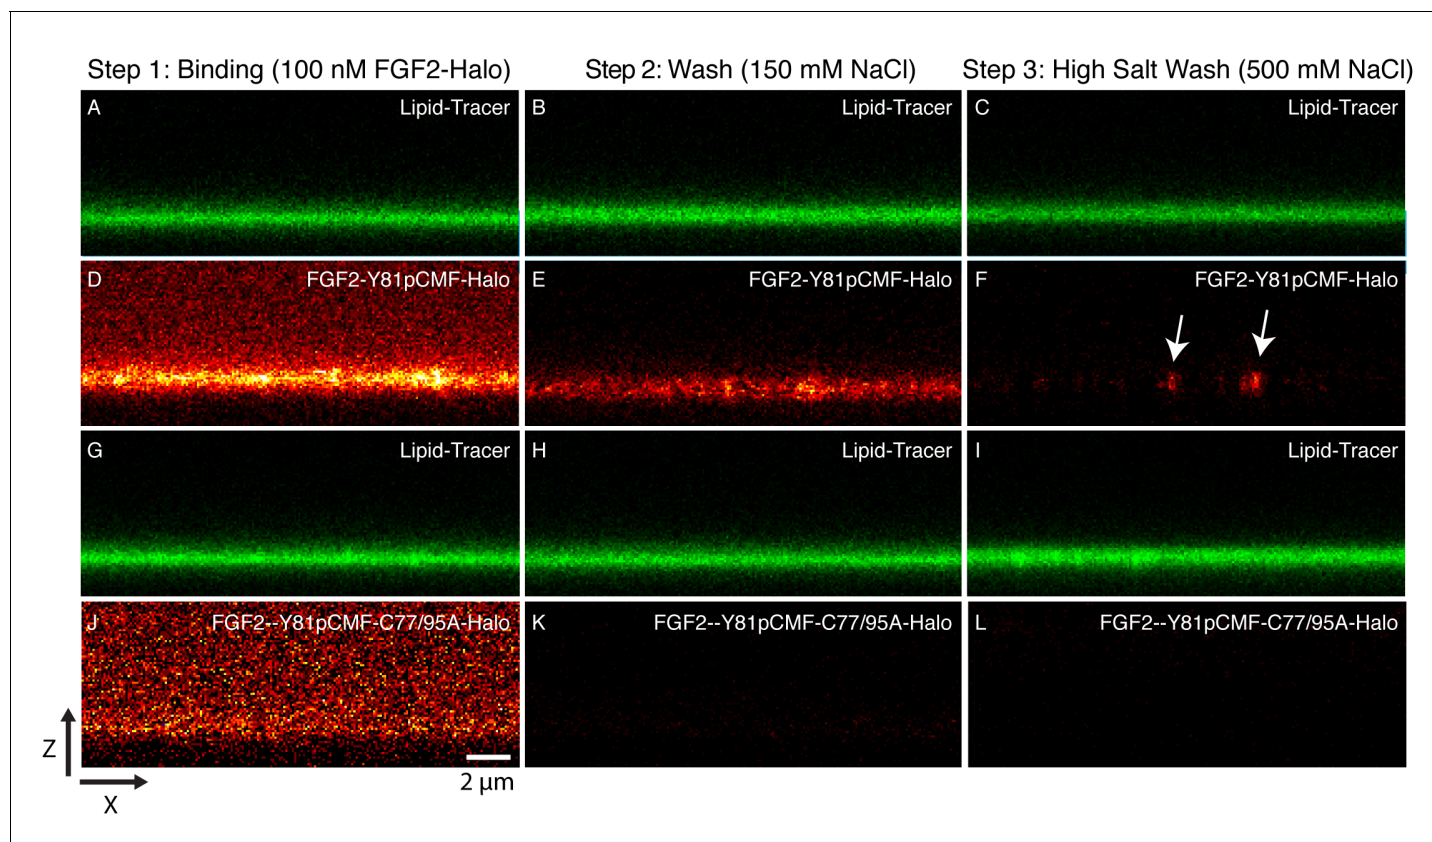 Step 1: Binding (100 nM FGF2-Halo)
Step 2: Wash (150 mM NaCl)
Step 3: High Salt Wash (500 mM NaCl)
A
Lipid-Tracer
B
Lipid-Tracer
C
Lipid-Tracer
D
FGF2-Y81pCMF-Halo
E
FGF2-Y81pCMF-Halo
F
FGF2-Y81pCMF-Halo
G
Lipid-Tracer
H
Lipid-Tracer
I
Lipid-Tracer
J
FGF2--Y81pCMF-C77/95A-Halo
K
FGF2--Y81pCMF-C77/95A-Halo
L
FGF2--Y81pCMF-C77/95A-Halo
Z
X
2 μm